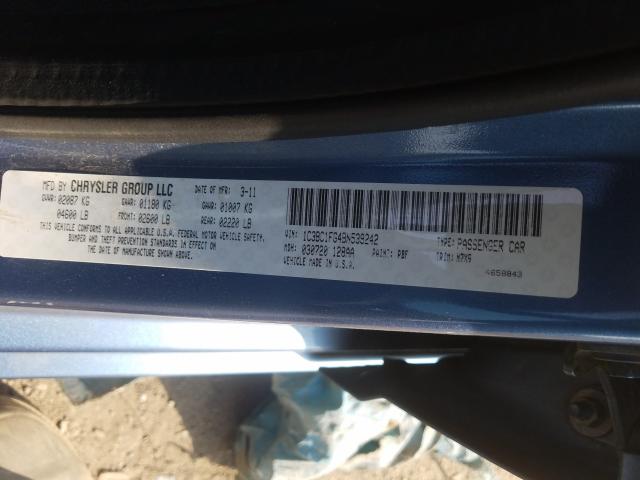 MFD BY CHRYSLER GROUP LLC DATE OF MFR: 3-11
GVWR: 02087 KG GAWR 01180 KG GAWR 01007 KG
04600 LB FRONT: 02600 LB REAR: 02220 LB
THIS VEHICLE CONFORMS TO ALL APPLICABLE U.S.A. FEDERAL MOTOR VEHICLE SAFETY,
BUMPER AND THEFT PREVENTION STANDARDS IN EFFECT ON
THE DATE OF MANUFACTURE SHOWN ABOVE.
VIN: 1C3BC1FG4BN539242 TYPE: PASSENGER CAR
MDH: 030720 128AA PAINT: PBF TRIM: M7X9
VEHICLE MADE IN U.S.A. 4658843